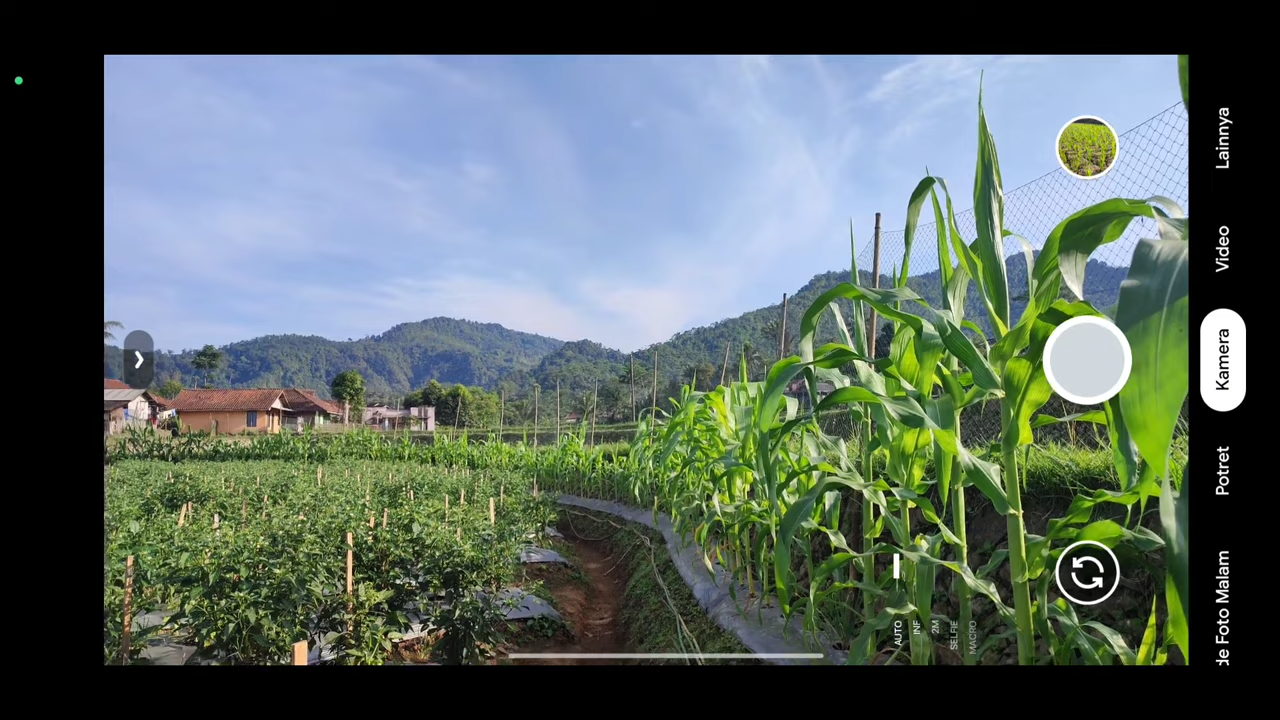 Lainnya
Video
Kamera
Potret
de Foto Malam
AUTO
INF
2M
SELFIE
MACRO